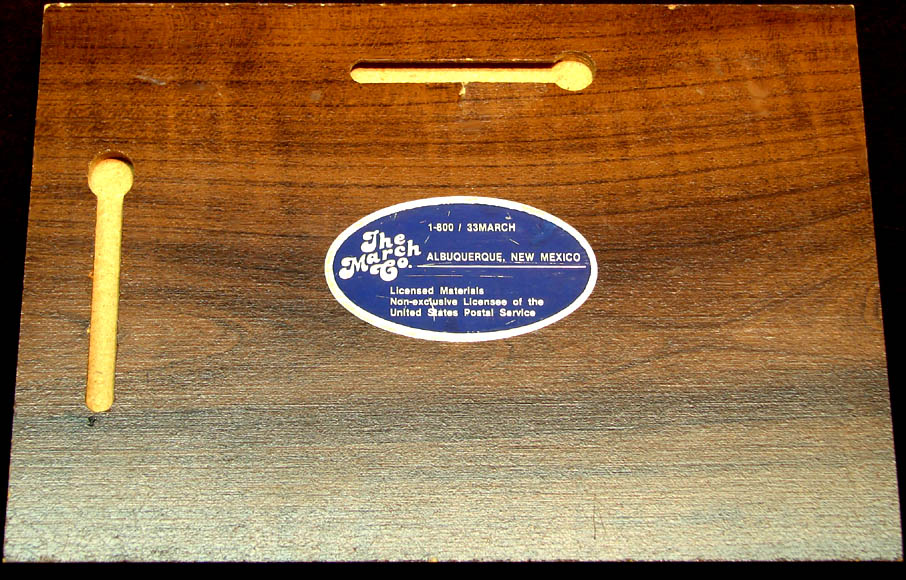 1-800 / 33MARCH
The
March
Co.
ALBUQUERQUE, NEW MEXICO
Licensed Materials
Non-exclusive Licensee of the
United States Postal Service